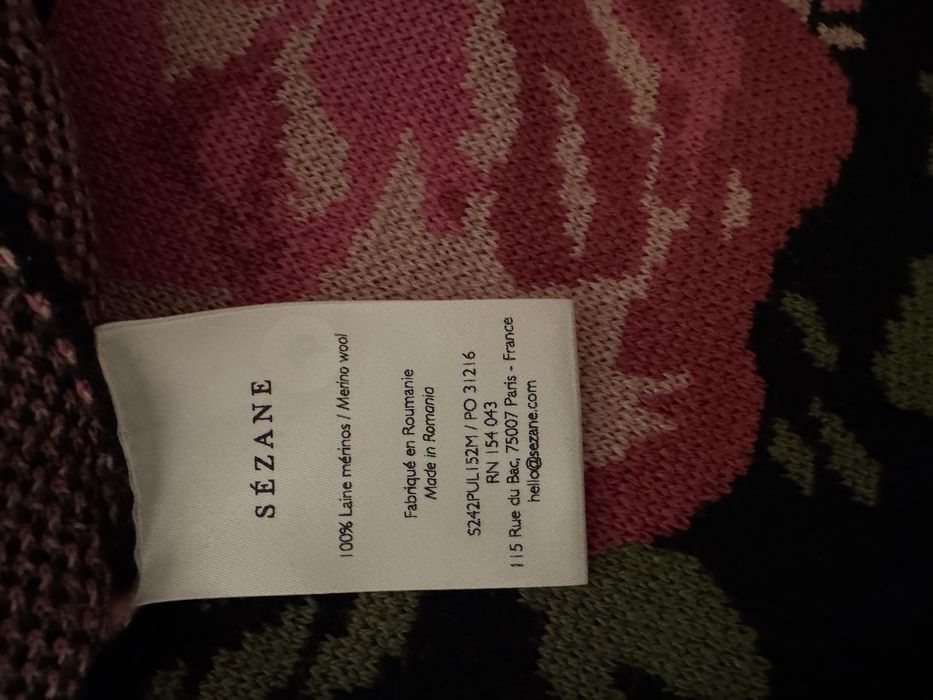 SÉZANE
100% Laine mérinos / Merino wool
Fabriqué en Roumanie
Made in Romania
S242PUL152M / PO 31216
RN 154 043
115 Rue du Bac, 75007 Paris - France
hello@sezane.com